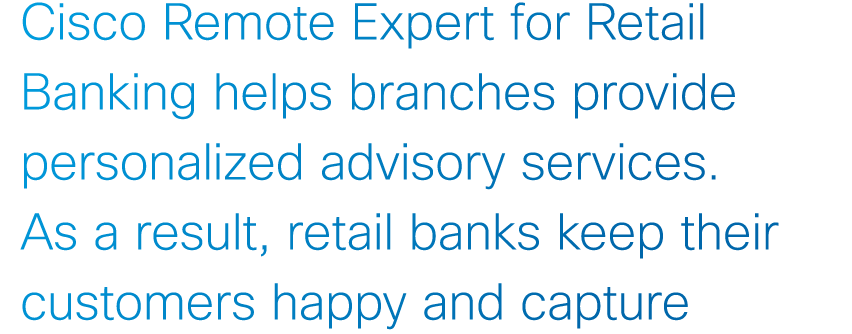 Cisco Remote Expert for Retail
Banking helps branches provide
personalized advisory services.
As a result, retail banks keep their
customers happy and capture